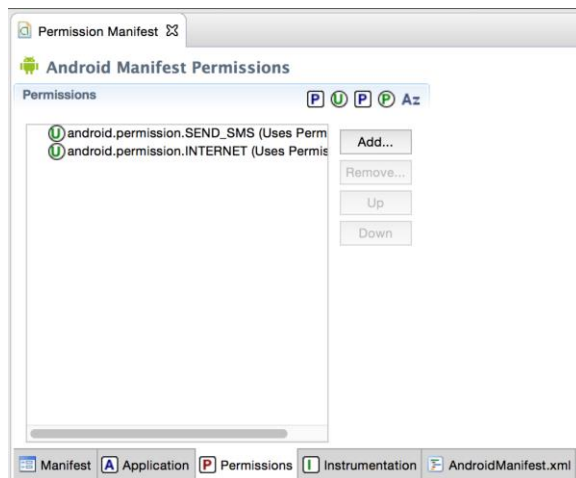 Permission Manifest
Android Manifest Permissions
Permissions
P U P P Az
U android.permission.SEND_SMS (Uses Perm
U android.permission.INTERNET (Uses Permis
Add...
Remove...
Up
Down
Manifest A Application P Permissions I Instrumentation F AndroidManifest.xml